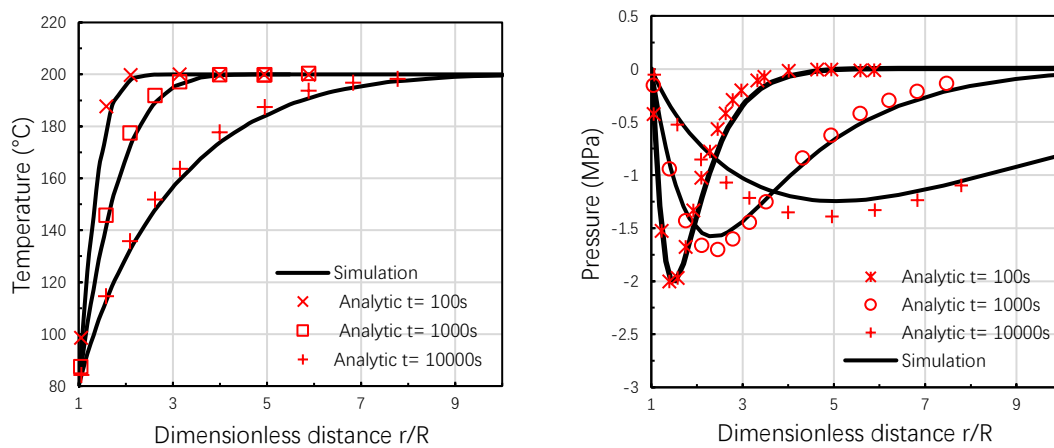 220
200
180
160
140
120
100
80
Temperature (°C)
Simulation
Analytic t= 100s
Analytic t= 1000s
Analytic t= 10000s
1 3 5 7 9
Dimensionless distance r/R
0.5
0
-0.5
-1
-1.5
-2
-2.5
-3
Pressure (MPa)
Analytic t= 100s
Analytic t= 1000s
Analytic t= 10000s
Simulation
1 3 5 7 9
Dimensionless distance r/R